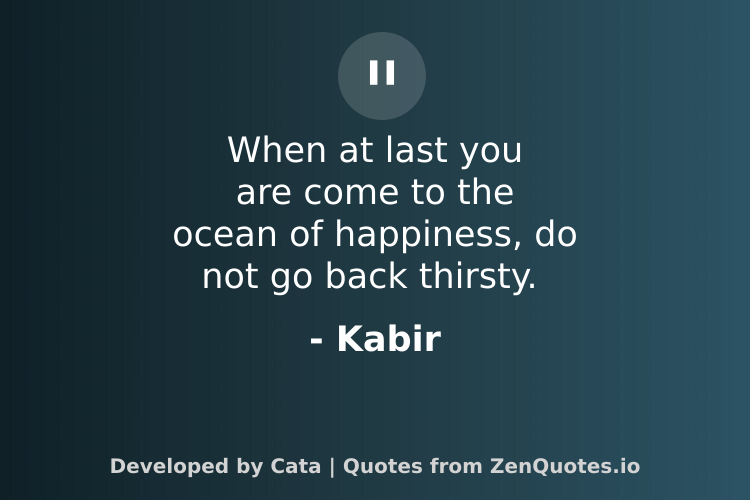 "
When at last you
are come to the
ocean of happiness, do
not go back thirsty.
- Kabir
Developed by Cata | Quotes from ZenQuotes.io